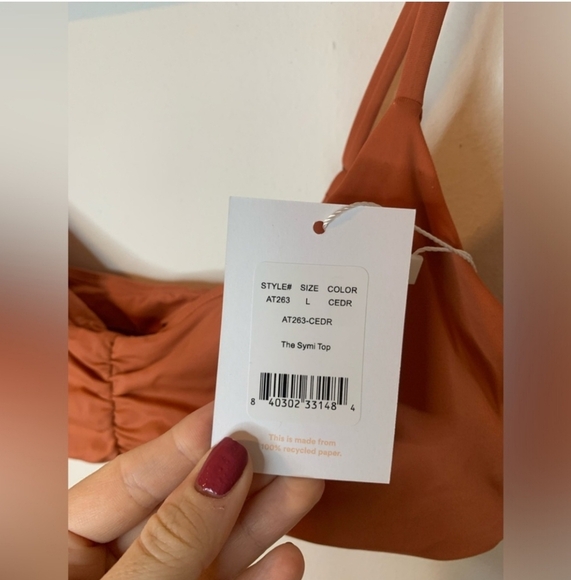 STYLE# SIZE COLOR
AT263 L CEDR
AT263-CEDR
The Symi Top
8 40302 33148 4
This is made from
100% recycled paper.